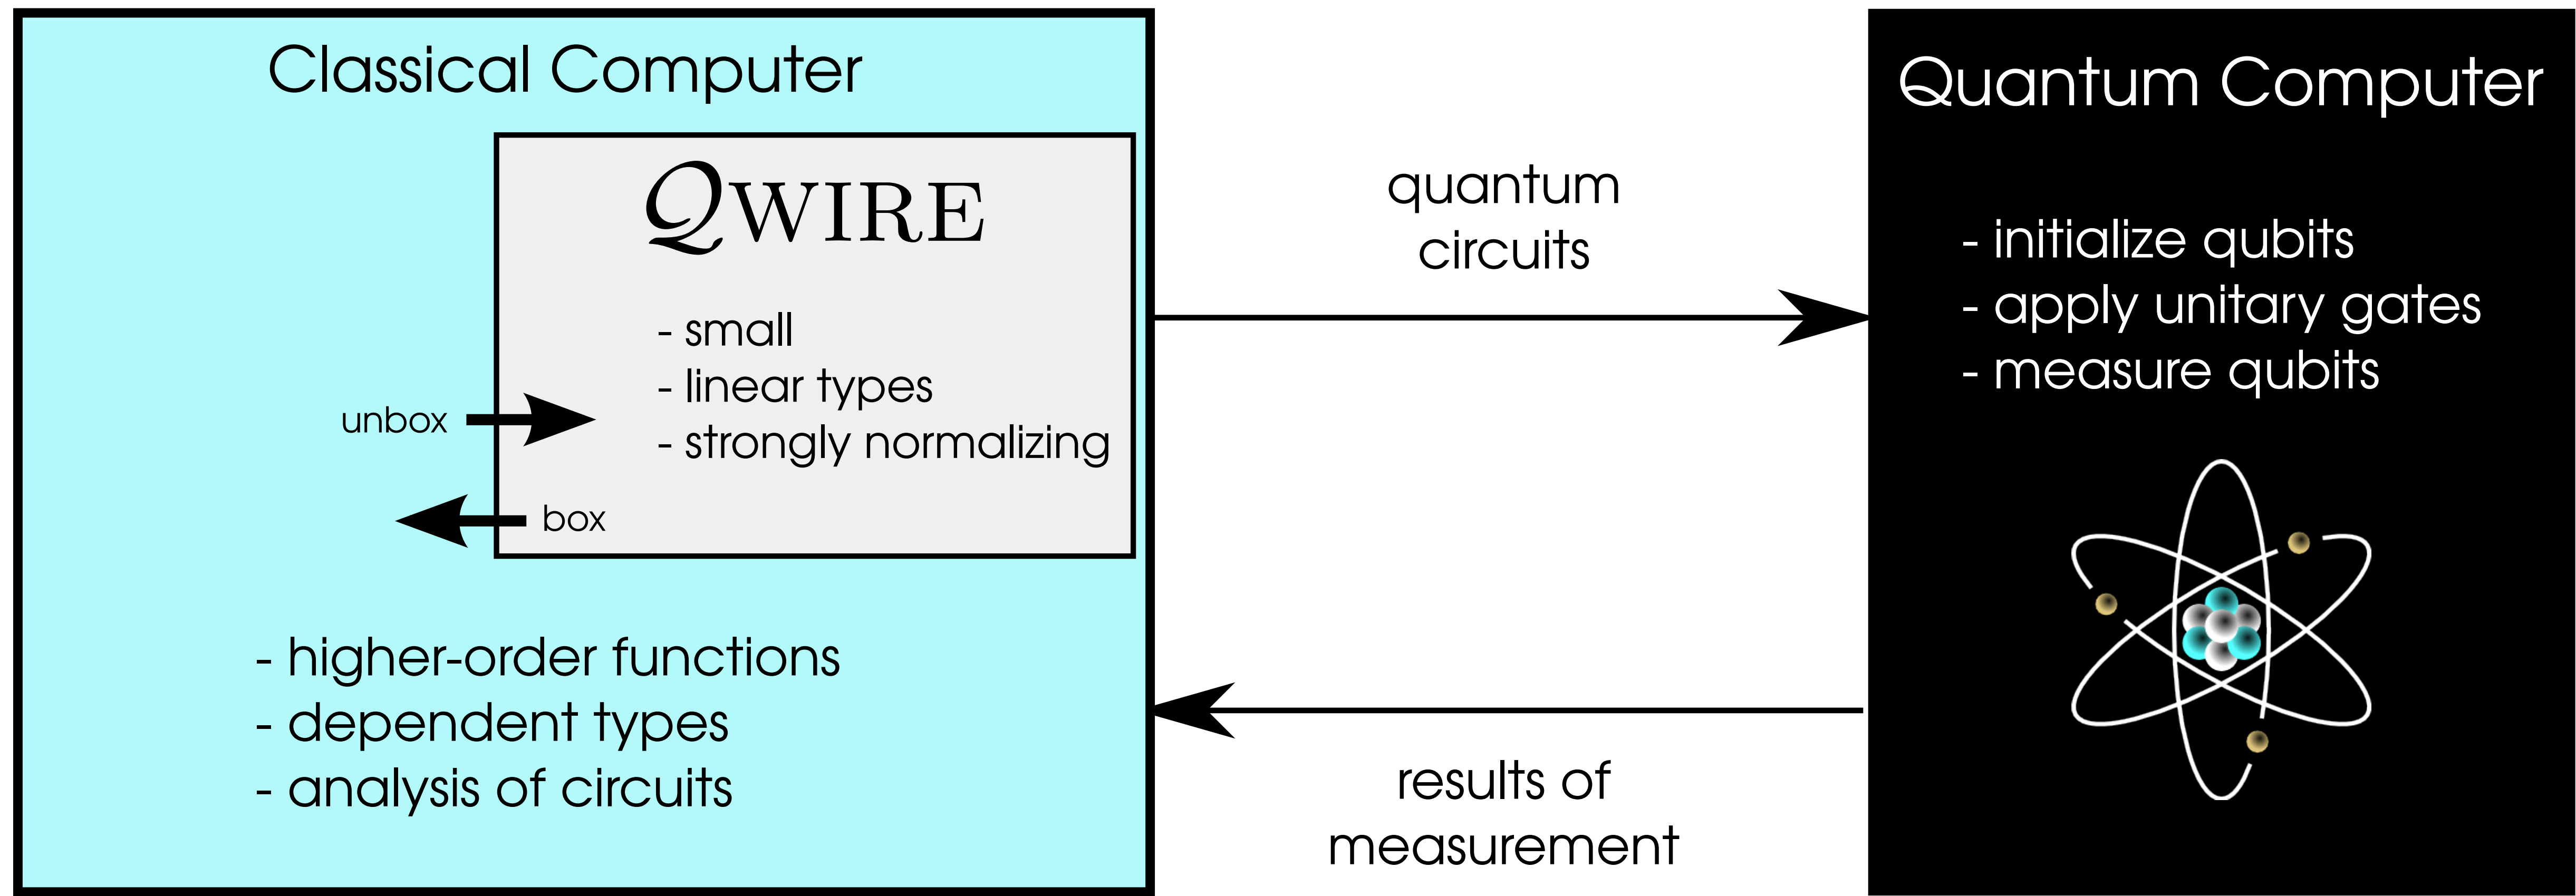 Classical Computer
QWIRE
- small
- linear types
- strongly normalizing
unbox
box
- higher-order functions
- dependent types
- analysis of circuits
quantum
circuits
results of
measurement
Quantum Computer
- initialize qubits
- apply unitary gates
- measure qubits